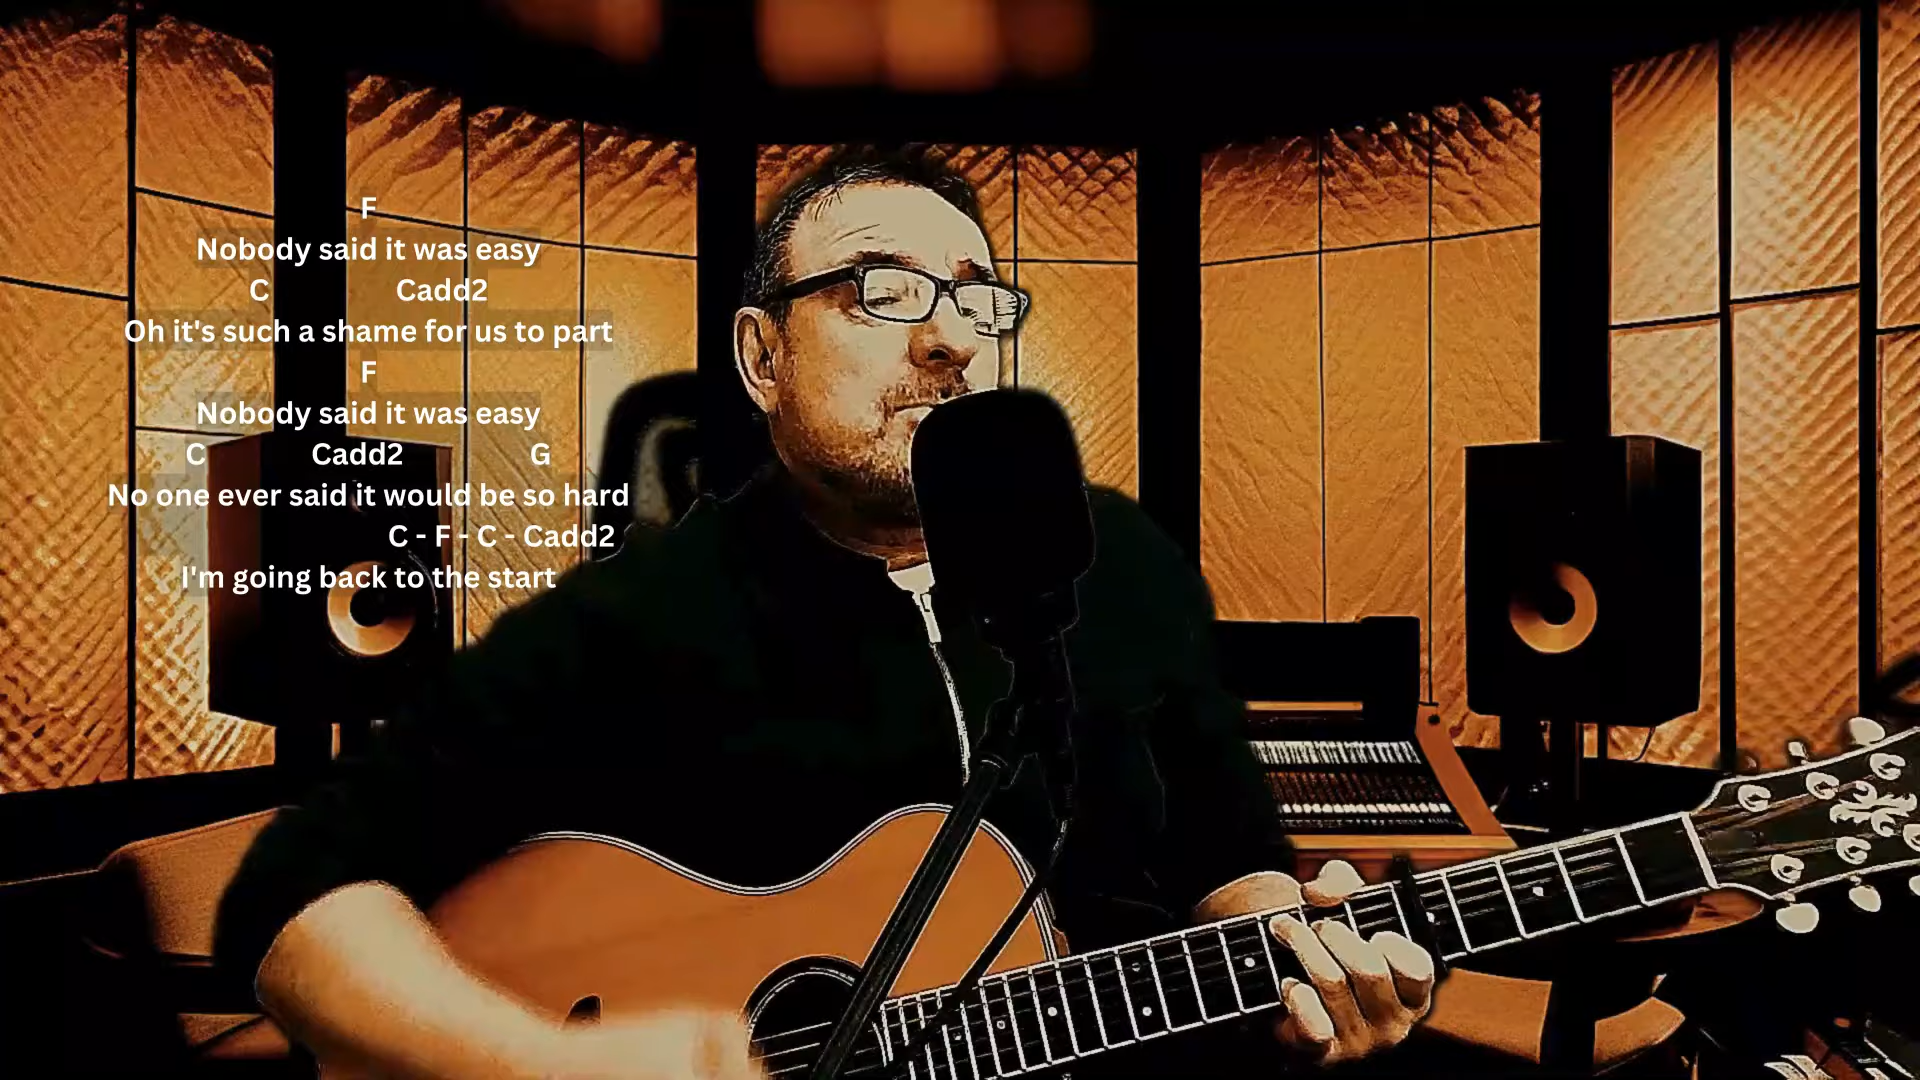 F
Nobody said it was easy
C Cadd2
Oh it's such a shame for us to part
F
Nobody said it was easy
C Cadd2 G
No one ever said it would be so hard
C - F - C - Cadd2
I'm going back to the start